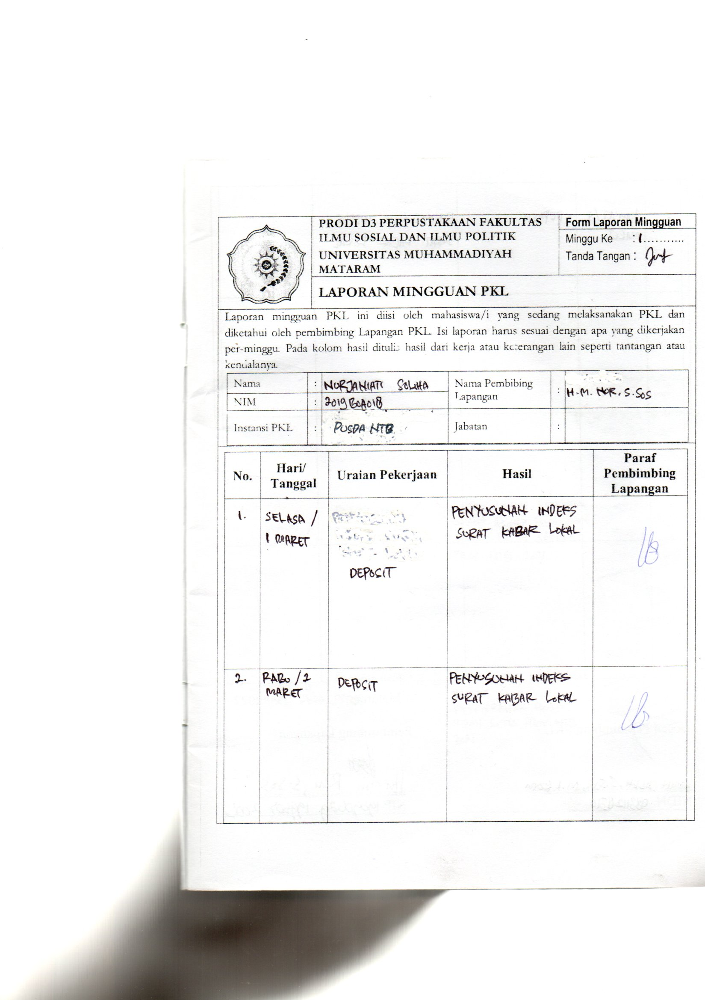 PRODI D3 PERPUSTAKAAN FAKULTAS
ILMU SOSIAL DAN ILMU POLITIK
UNIVERSITAS MUHAMMADIYAH
MATARAM
Form Laporan Mingguan
Minggu Ke : 1...........
Tanda Tangan :
LAPORAN MINGGUAN PKL
Laporan mingguan PKL ini diisi oleh mahasiswa/i yang sedang melaksanakan PKL dan
diketahui oleh pembimbing Lapangan PKL. Isi laporan harus sesuai dengan apa yang dikerjakan
per-minggu. Pada kolom hasil ditulis hasil dari kerja atau keterangan lain seperti tantangan atau
kendalanya.
Nama : NURJANIATI SOLIHA
NIM : 2019B0A018
Nama Pembibing
Lapangan : H.M. NOR. S.SOS
Instansi PKL : PUSDA NTB
Jabatan :
No.
Hari/
Tanggal
Uraian Pekerjaan
Hasil
Paraf
Pembimbing
Lapangan
1.
SELASA /
1 MARET
DEPOSIT
PENYUSUNAN INDEKS
SURAT KABAR LOKAL
2.
RABU / 2
MARET
DEPOSIT
PENYUSUNAN INDEKS
SURAT KABAR LOKAL